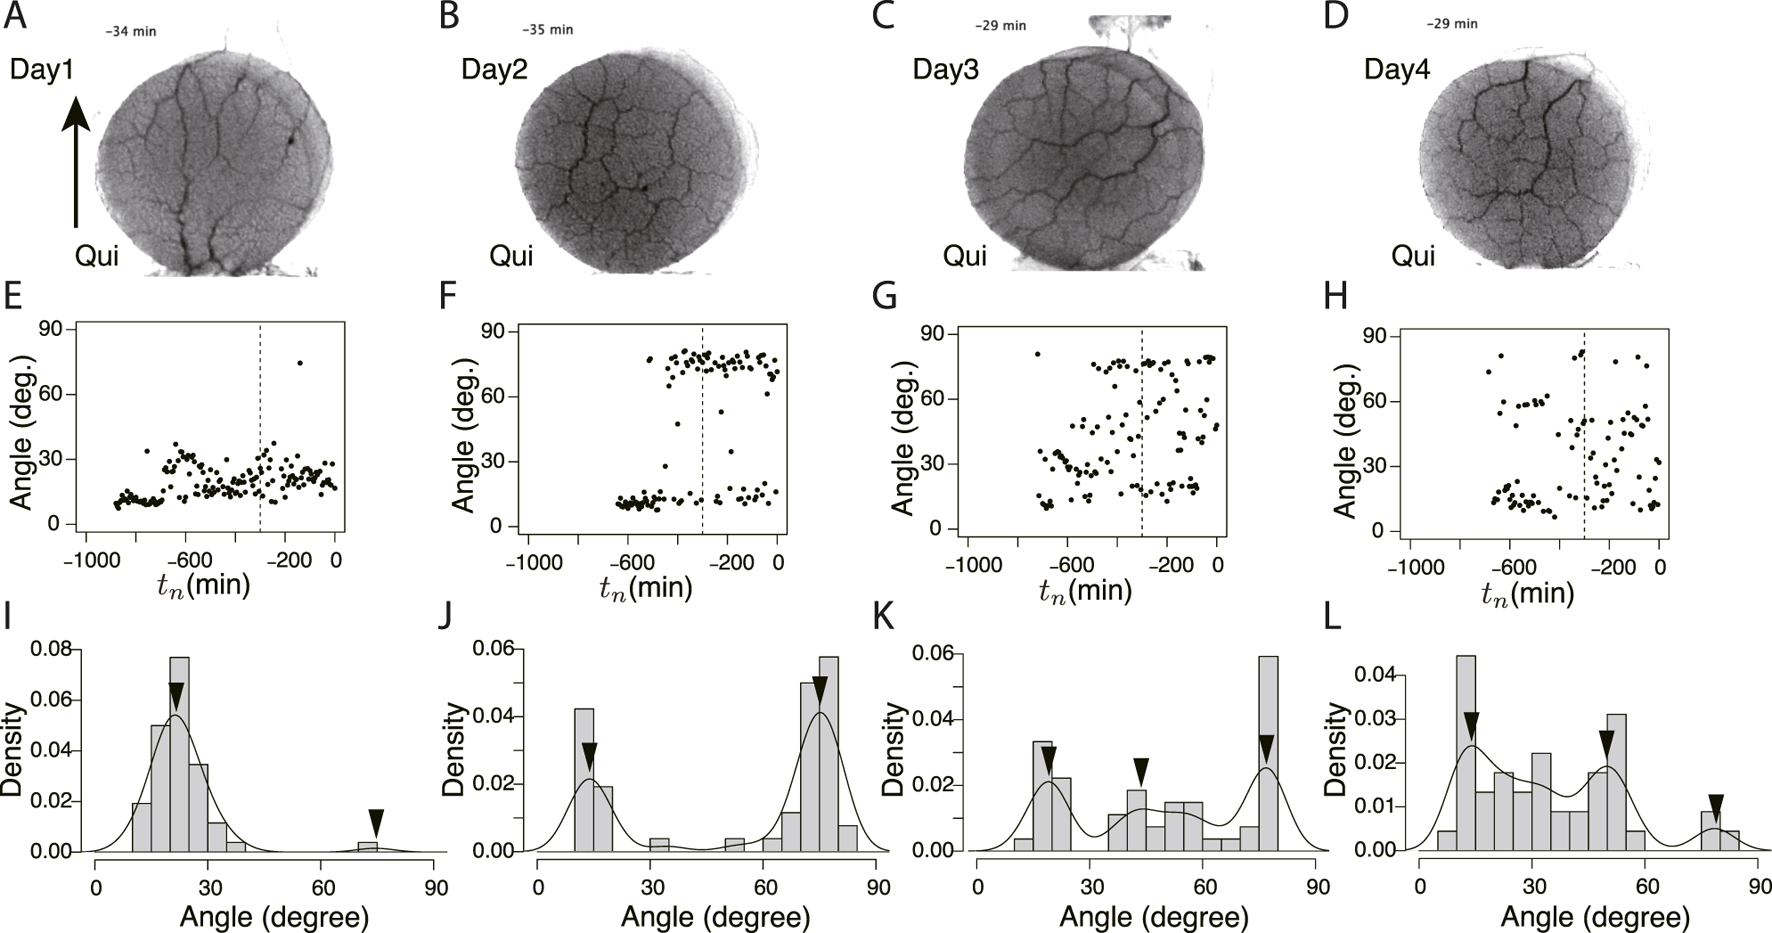 A B C D
−34 min −35 min −29 min −29 min
Day1 Day2 Day3 Day4
Qui Qui Qui Qui
E F G H
90 60 30 0
Angle (deg.)
−1000 −600 −200 0
tn(min)
90 60 30 0
Angle (deg.)
−1000 −600 −200 0
tn(min)
90 60 30 0
Angle (deg.)
−1000 −600 −200 0
tn(min)
90 60 30 0
Angle (deg.)
−1000 −600 −200 0
tn(min)
I J K L
0.08 0.06 0.04 0.02 0.00
Density
0 30 60 90
Angle (degree)
0.06 0.04 0.02 0.00
Density
0 30 60 90
Angle (degree)
0.06 0.04 0.02 0.00
Density
0 30 60 90
Angle (degree)
0.04 0.03 0.02 0.01 0.00
Density
0 30 60 90
Angle (degree)